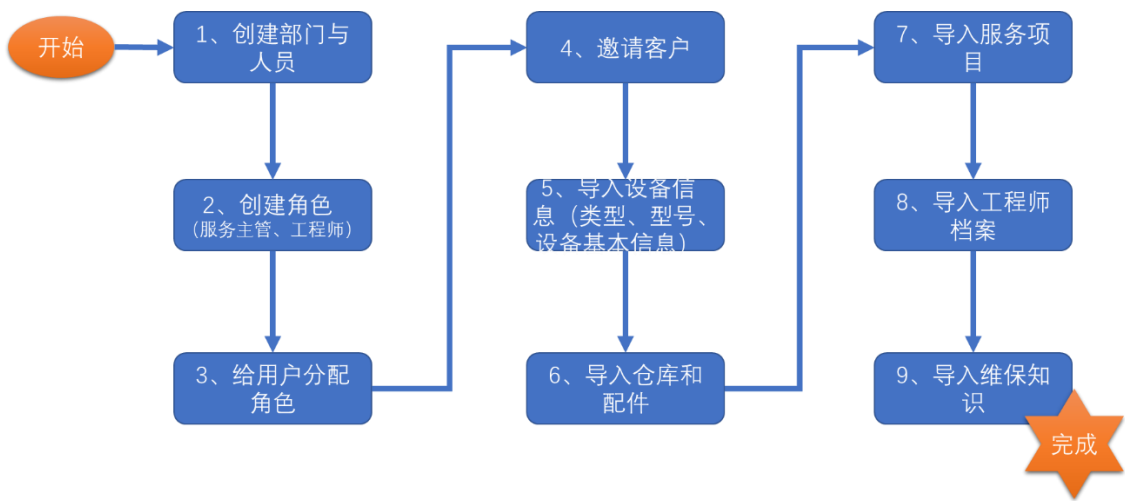 开始
1、创建部门与
人员
2、创建角色
（服务主管、工程师）
3、给用户分配
角色
4、邀请客户
5、导入设备信
息（类型、型号、
设备基本信息）
6、导入仓库和
配件
7、导入服务项
目
8、导入工程师
档案
9、导入维保知
识
完成